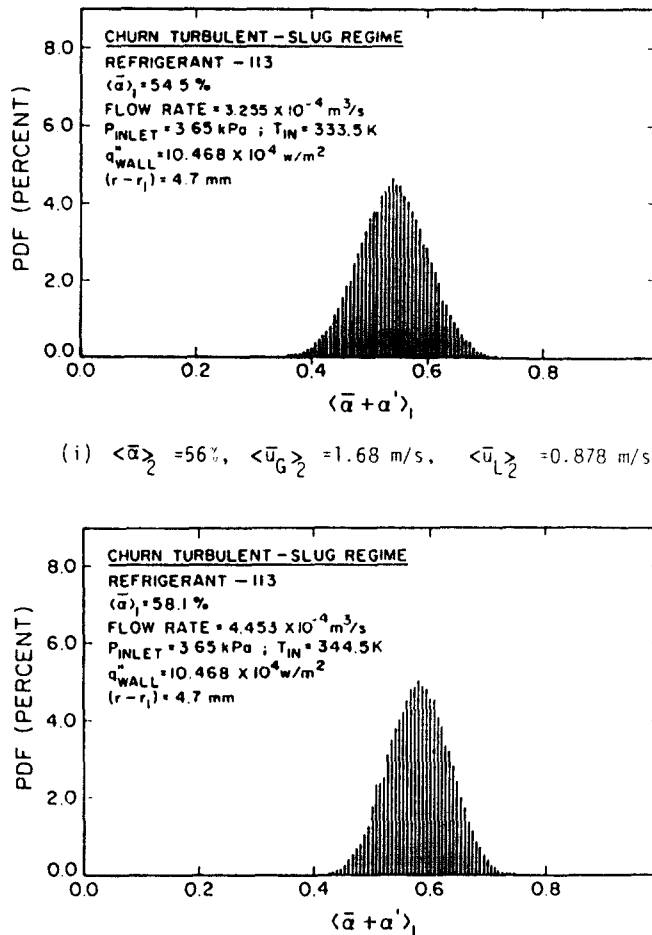 8.0
6.0
4.0
2.0
0.0
PDF (PERCENT)
CHURN TURBULENT-SLUG REGIME
REFRIGERANT-113
⟨ᾱ⟩₁=54.5%
FLOW RATE=3.255 X10⁻⁴ m³/s
P_INLET=3.65 kPa ; T_IN=333.5K
q"_WALL=10.468 X 10⁴ w/m²
(r-r₁)=4.7 mm
0.0 0.2 0.4 0.6 0.8
⟨ᾱ+α'⟩₁
(i) <ᾱ>₂ =56%, <ū_G>₂ =1.68 m/s, <ū_L>₂ =0.878 m/s
8.0
6.0
4.0
2.0
0.0
PDF (PERCENT)
CHURN TURBULENT-SLUG REGIME
REFRIGERANT-113
⟨ᾱ⟩₁=58.1%
FLOW RATE=4.453 X10⁻⁴ m³/s
P_INLET=3.65 kPa ; T_IN=344.5K
q"_WALL=10.468 X 10⁴ w/m²
(r-r₁)=4.7 mm
0.0 0.2 0.4 0.6 0.8
⟨ᾱ+α'⟩₁